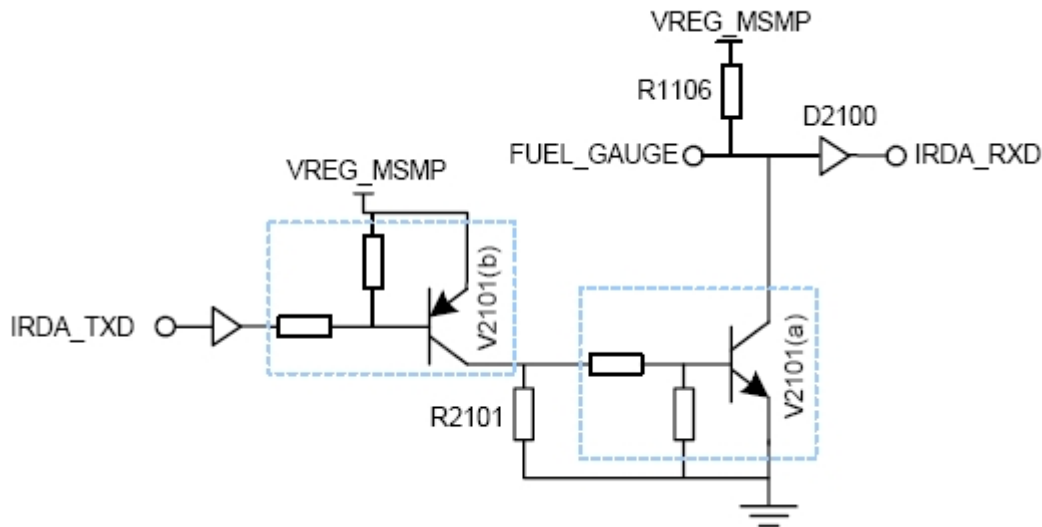 VREG_MSMP
R1106
D2100
FUEL_GAUGE
IRDA_RXD
VREG_MSMP
V2101(b)
IRDA_TXD
V2101(a)
R2101